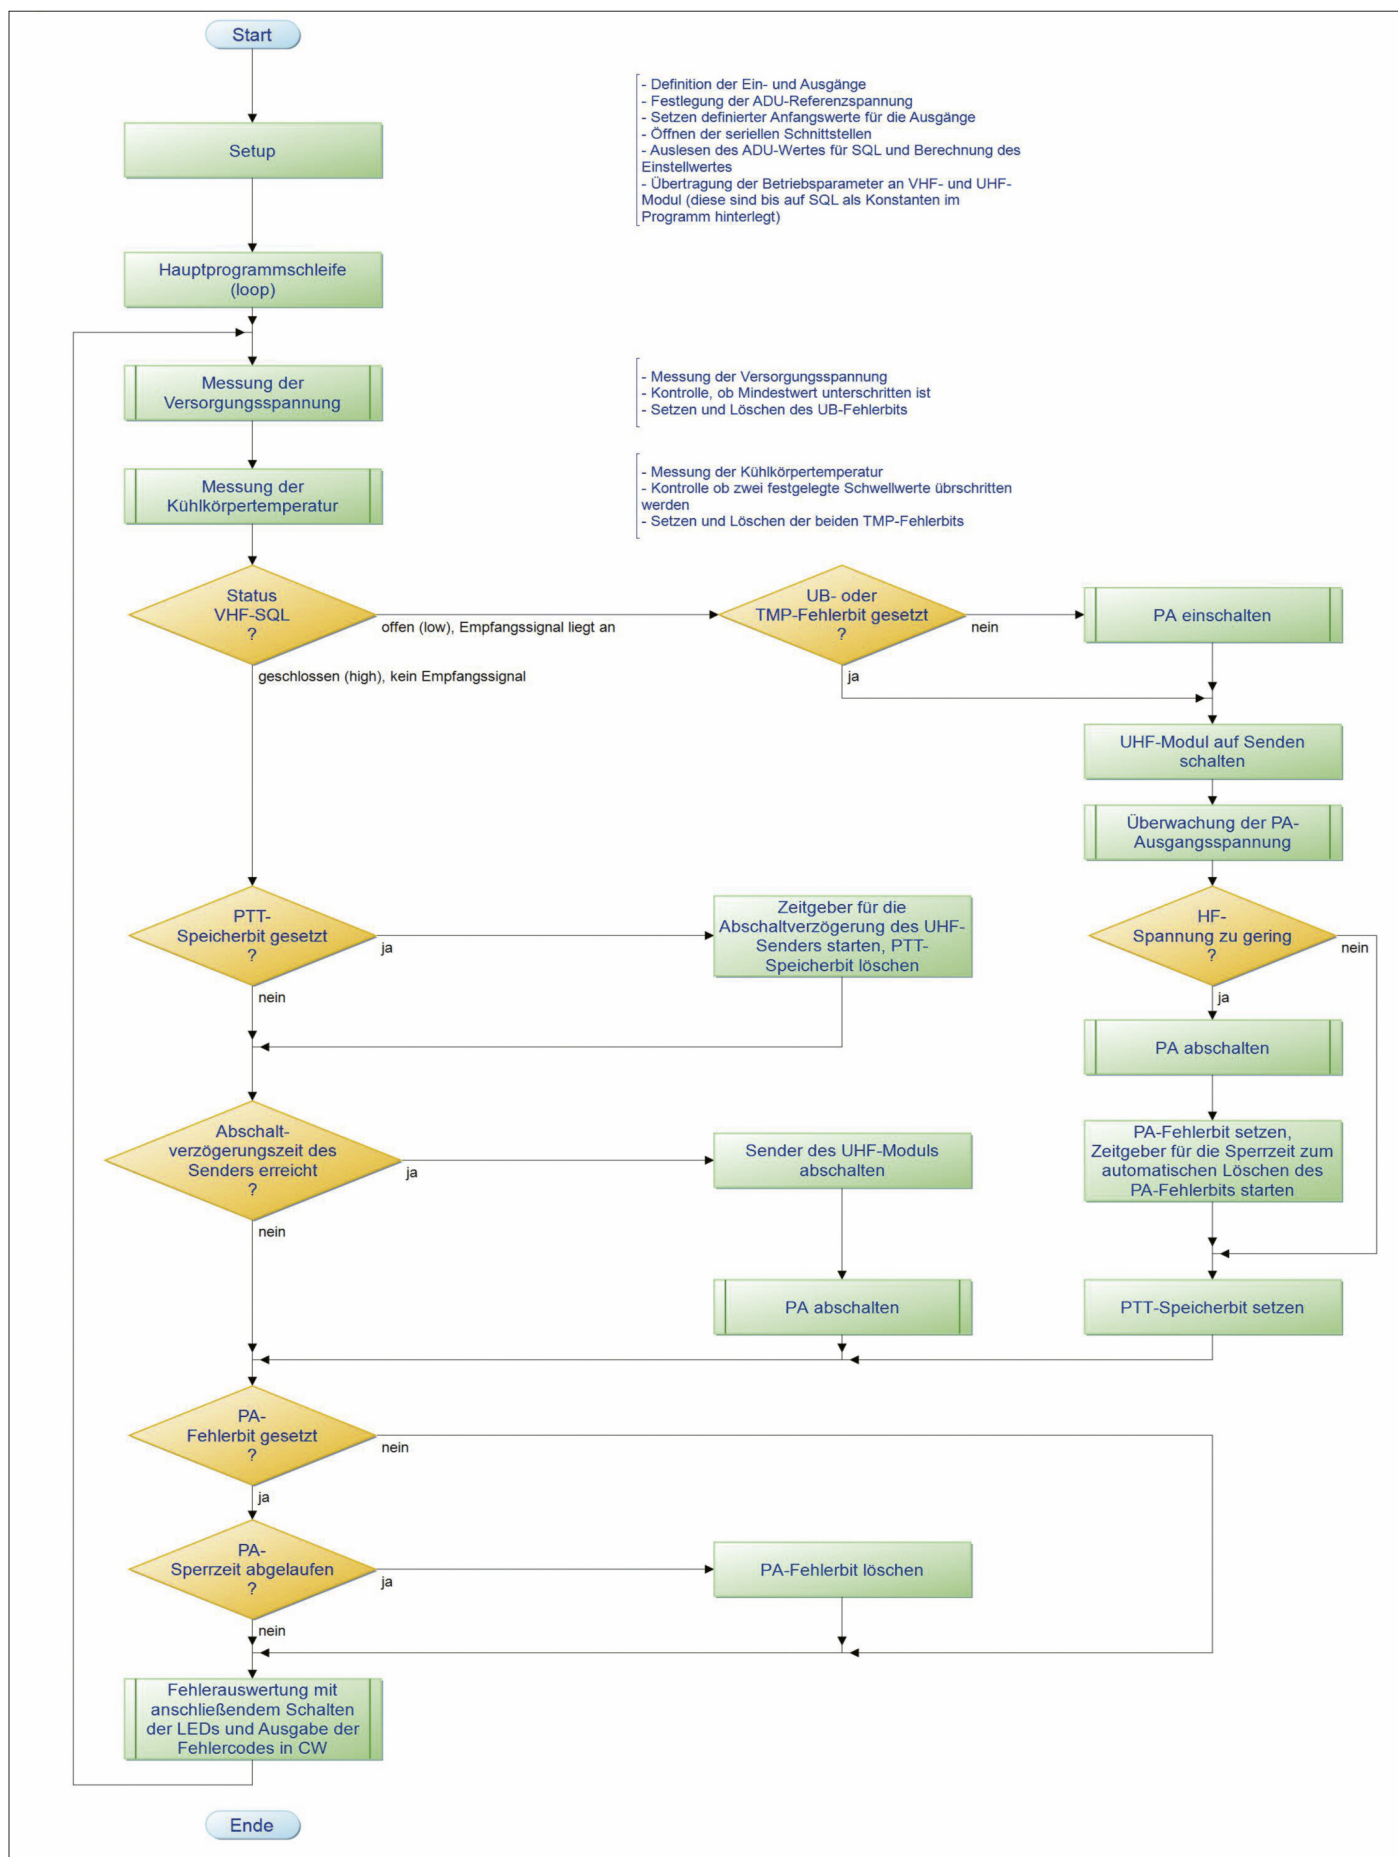 Start
- Definition der Ein- und Ausgänge
- Festlegung der ADU-Referenzspannung
- Setzen definierter Anfangswerte für die Ausgänge
- Öffnen der seriellen Schnittstellen
- Auslesen des ADU-Wertes für SQL und Berechnung des
Einstellwertes
- Übertragung der Betriebsparameter an VHF- und UHF-
Modul (diese sind bis auf SQL als Konstanten im
Programm hinterlegt)
Setup
Hauptprogrammschleife
(loop)
Messung der
Versorgungsspannung
- Messung der Versorgungsspannung
- Kontrolle, ob Mindestwert unterschritten ist
- Setzen und Löschen des UB-Fehlerbits
Messung der
Kühlkörpertemperatur
- Messung der Kühlkörpertemperatur
- Kontrolle ob zwei festgelegte Schwellwerte übrschritten
werden
- Setzen und Löschen der beiden TMP-Fehlerbits
Status
VHF-SQL
?
offen (low), Empfangssignal liegt an
geschlossen (high), kein Empfangssignal
UB- oder
TMP-Fehlerbit gesetzt
?
nein
ja
PA einschalten
UHF-Modul auf Senden
schalten
Überwachung der PA-
Ausgangsspannung
HF-
Spannung zu gering
?
nein
ja
PA abschalten
PA-Fehlerbit setzen,
Zeitgeber für die Sperrzeit zum
automatischen Löschen des
PA-Fehlerbits starten
PTT-Speicherbit setzen
PTT-
Speicherbit gesetzt
?
ja
nein
Zeitgeber für die
Abschaltverzögerung des UHF-
Senders starten, PTT-
Speicherbit löschen
Abschalt-
verzögerungszeit des
Senders erreicht
?
ja
nein
Sender des UHF-Moduls
abschalten
PA abschalten
PA-
Fehlerbit gesetzt
?
nein
ja
PA-
Sperrzeit abgelaufen
?
ja
nein
PA-Fehlerbit löschen
Fehlerauswertung mit
anschließendem Schalten
der LEDs und Ausgabe der
Fehlercodes in CW
Ende